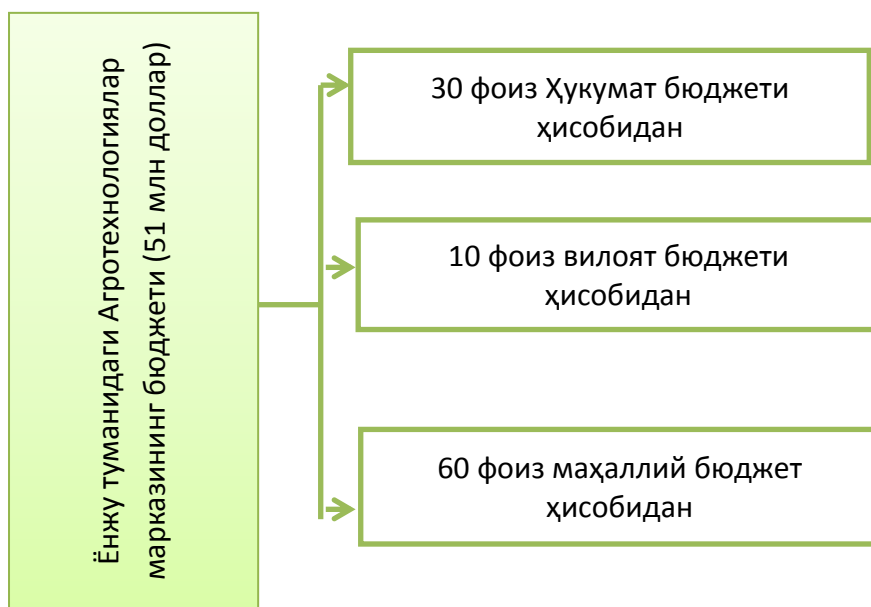 Ёнжу туманидаги Агротехнологиялар
марказининг бюджети (51 млн доллар)
30 фоиз Ҳукумат бюджети
ҳисобидан
10 фоиз вилоят бюджети
ҳисобидан
60 фоиз маҳаллий бюджет
ҳисобидан